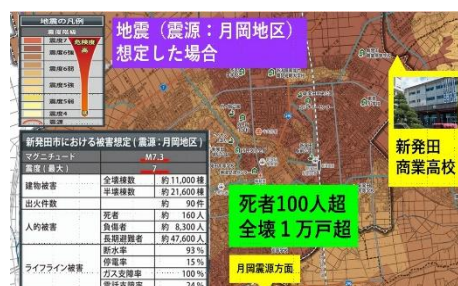 地震の凡例
震度階級
震度7
震度6強
震度6弱
震度5強
震度5弱
震度4
震源
危険度
高
地震（震源：月岡地区）
想定した場合
新発田
商業高校
新発田市における被害想定（震源：月岡地区）
マグニチュード M7.3
震度（最大） 7
建物被害 全壊棟数 約 11,000 棟
半壊棟数 約 21,600 棟
出火件数 約 90 件
人的被害 死者 約 160 人
負傷者 約 8,300 人
長期避難者 約 47,600 人
ライフライン被害 断水率 93 %
停電率 15 %
ガス支障率 100 %
電話支障率 24 %
死者100人超
全壊１万戸超
月岡震源方面